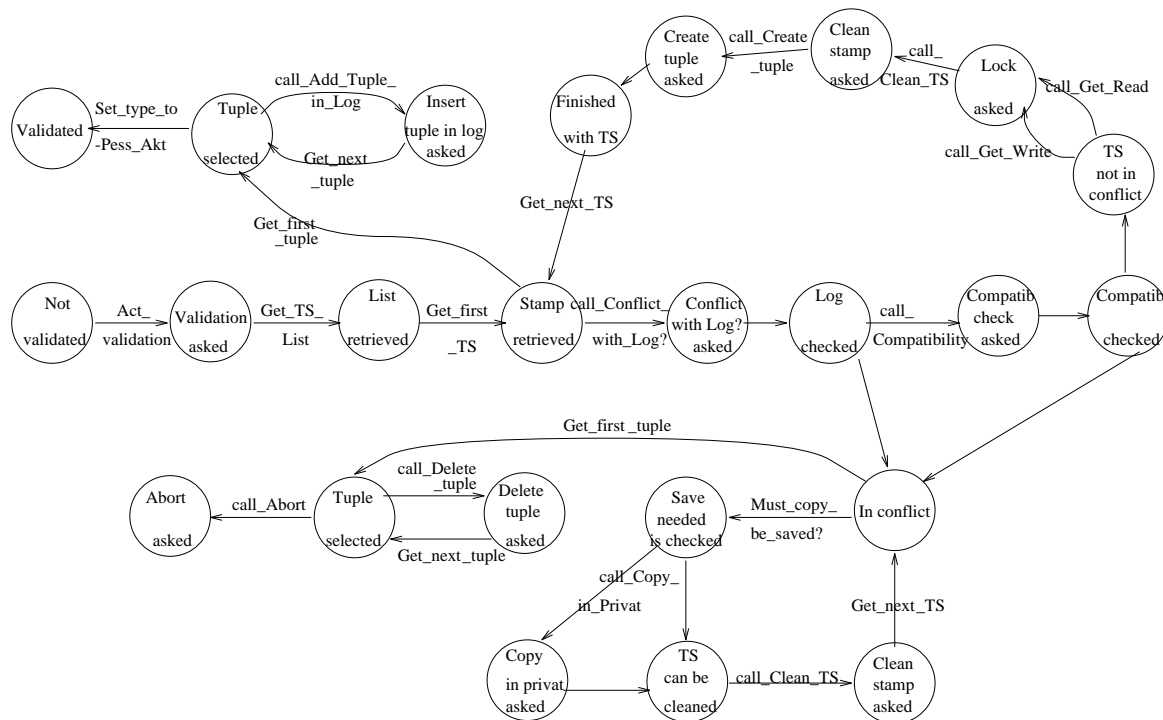 Create
tuple
asked
call_Create
_tuple
Clean
stamp
asked
call_
Clean_TS
Lock
asked
call_Get_Read
call_Get_Write
TS
not in
conflict
Validated
Set_type_to
-Pess_Akt
Tuple
selected
call_Add_Tuple_
in_Log
Get_next
_tuple
Insert
tuple in log
asked
Finished
with TS
Get_next_TS
Get_first
_tuple
Not
validated
Act_
validation
Validation
asked
Get_TS_
List
List
retrieved
Get_first
_TS
Stamp
retrieved
call_Conflict_
with_Log?
Conflict
with Log?
asked
Log
checked
call_
Compatibility
Compatib
check
asked
Compatib
checked
Get_first_tuple
Abort
asked
call_Abort
Tuple
selected
call_Delete
_tuple
Get_next_tuple
Delete
tuple
asked
Save
needed
is checked
Must_copy_
be_saved?
In conflict
call_Copy_
in_Privat
Get_next_TS
Copy
in privat
asked
TS
can be
cleaned
call_Clean_TS
Clean
stamp
asked